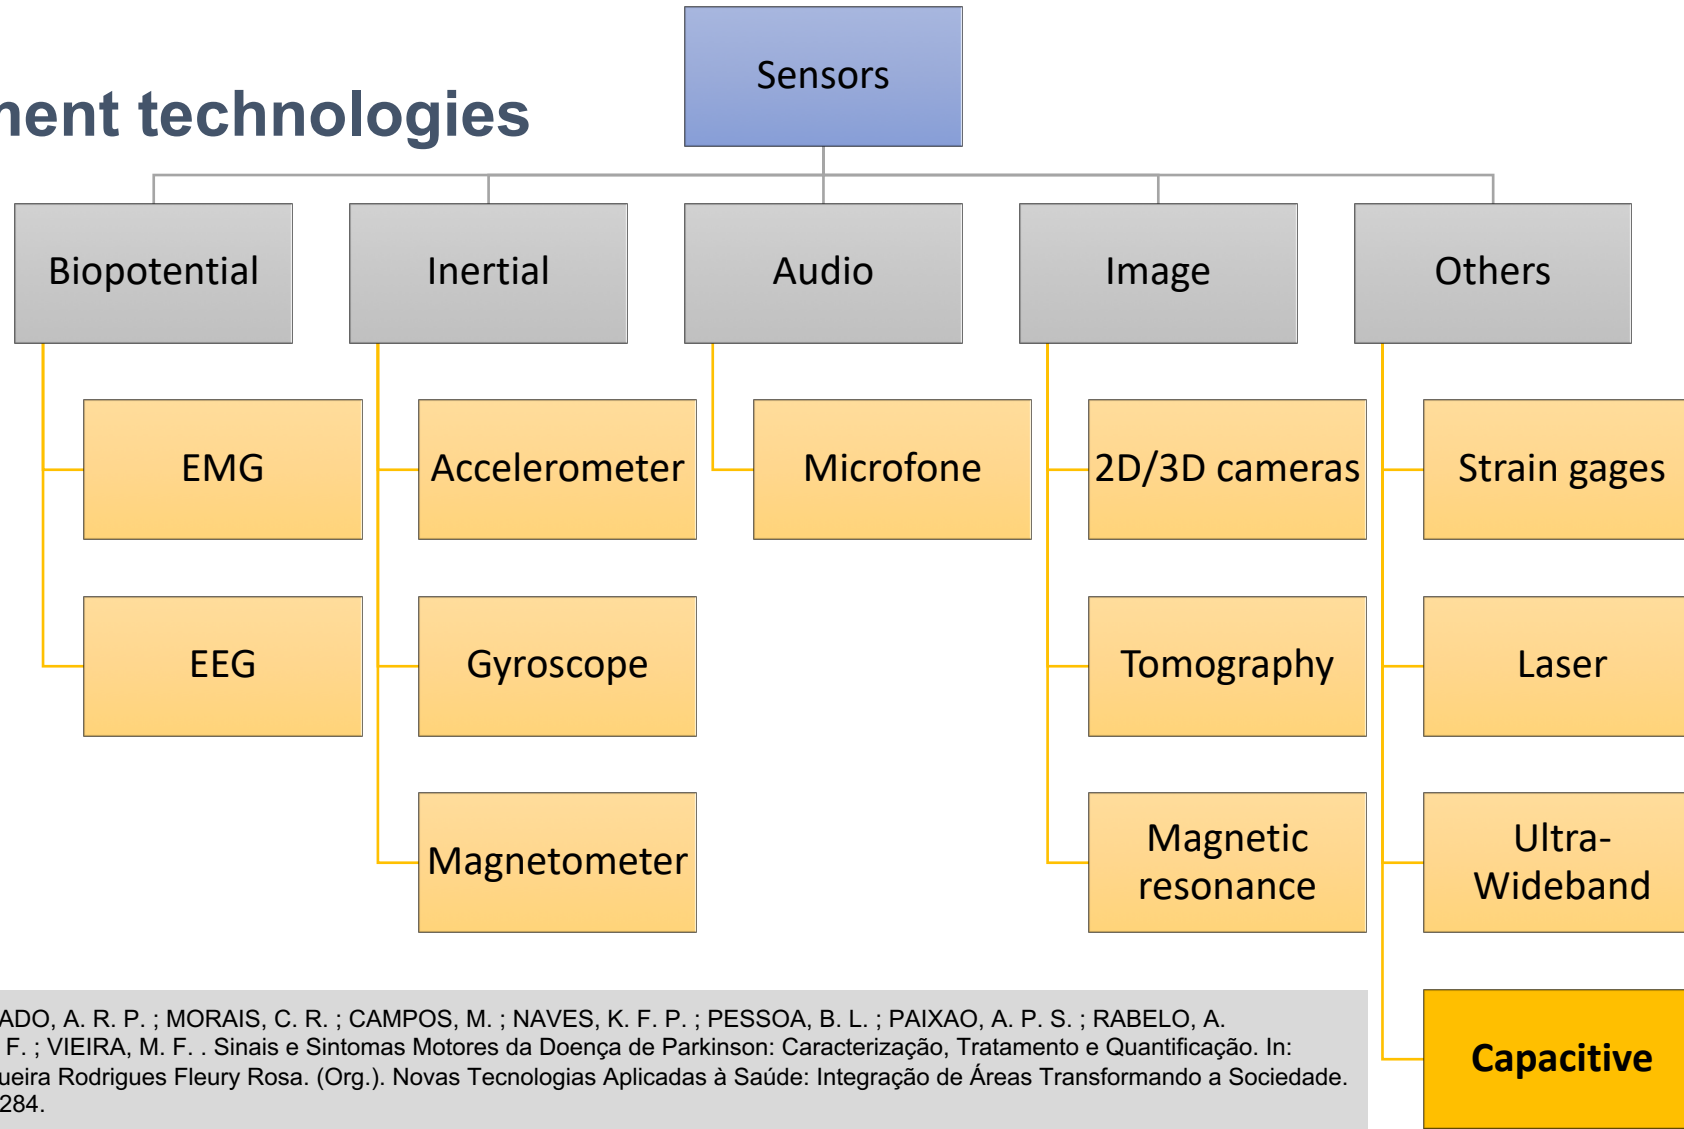 Sensors
ment technologies
Biopotential
Inertial
Audio
Image
Others
EMG
Accelerometer
Microfone
2D/3D cameras
Strain gages
EEG
Gyroscope
Tomography
Laser
Magnetometer
Magnetic
resonance
Ultra-
Wideband
Capacitive
ADO, A. R. P. ; MORAIS, C. R. ; CAMPOS, M. ; NAVES, K. F. P. ; PESSOA, B. L. ; PAIXAO, A. P. S. ; RABELO, A.
F. ; VIEIRA, M. F. . Sinais e Sintomas Motores da Doença de Parkinson: Caracterização, Tratamento e Quantificação. In:
ueira Rodrigues Fleury Rosa. (Org.). Novas Tecnologias Aplicadas à Saúde: Integração de Áreas Transformando a Sociedade.
284.